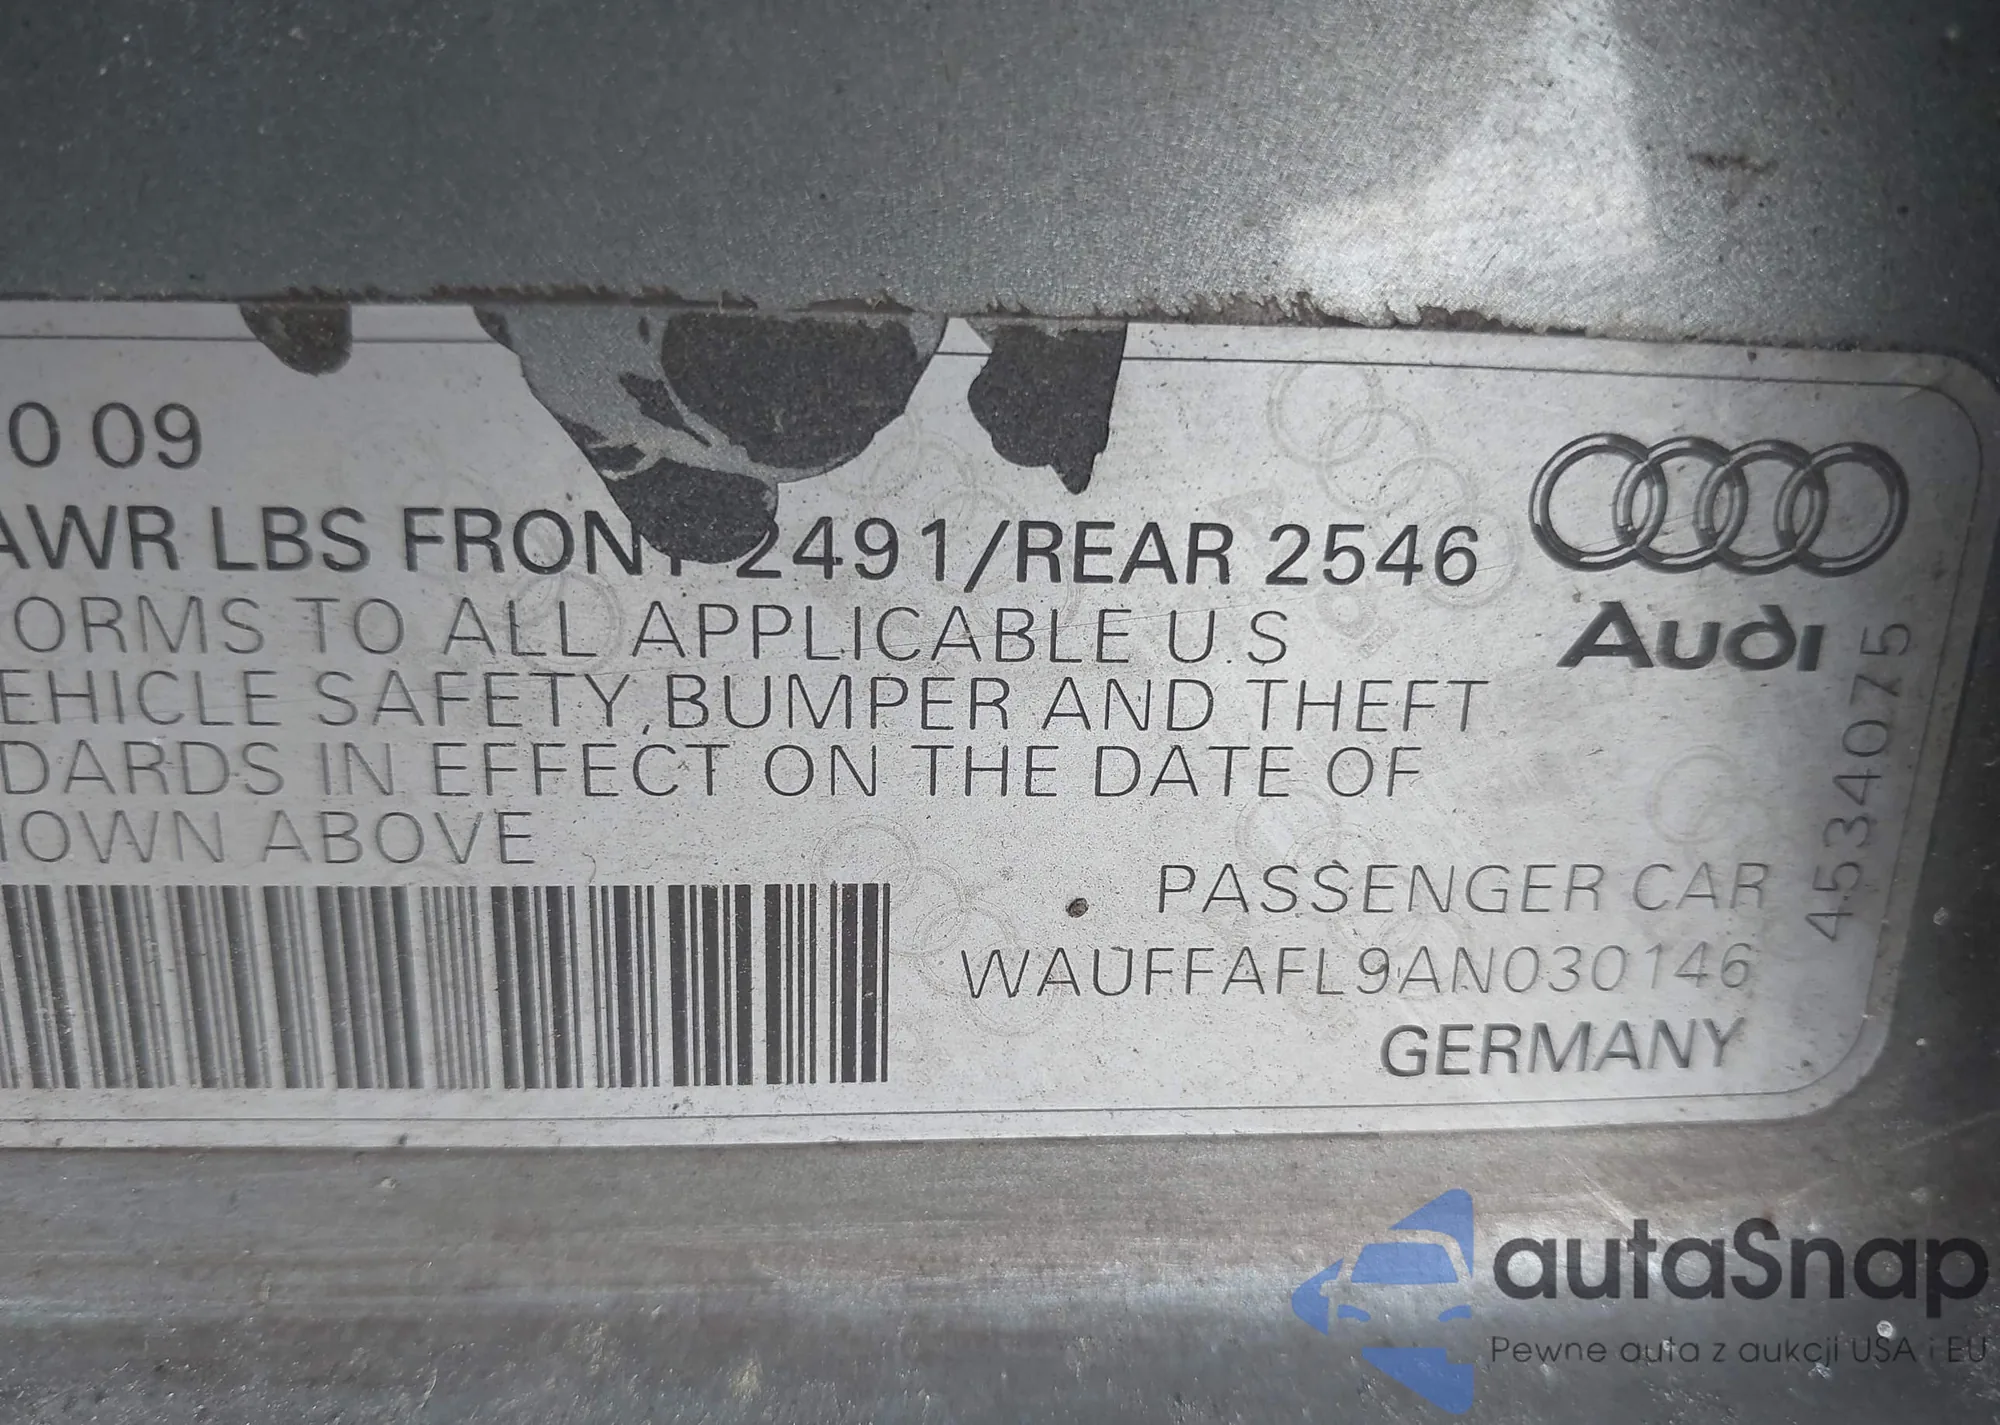 0 09
AWR LBS FRONT 2491/REAR 2546
ORMS TO ALL APPLICABLE U.S
EHICLE SAFETY,BUMPER AND THEFT
DARDS IN EFFECT ON THE DATE OF
HOWN ABOVE
PASSENGER CAR
WAUFFAFL9AN030146
GERMANY
Audi
4534075
autaSnap
Pewne auta z aukcji USA i EU